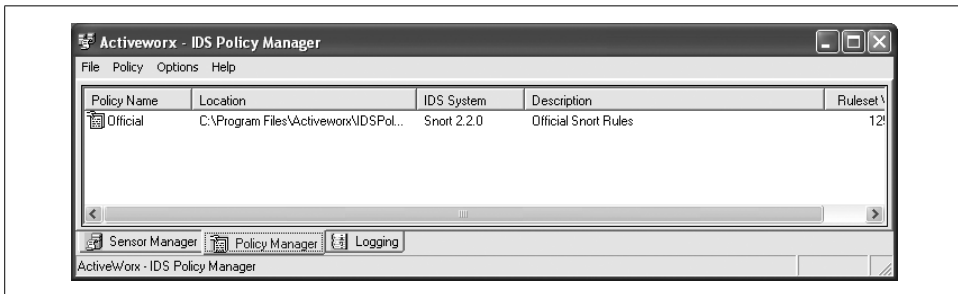 Activeworx - IDS Policy Manager
File Policy Options Help
Policy Name Location IDS System Description Ruleset
Official C:\Program Files\Activeworx\IDSPol... Snort 2.2.0 Official Snort Rules
Sensor Manager Policy Manager Logging
ActiveWorx - IDS Policy Manager